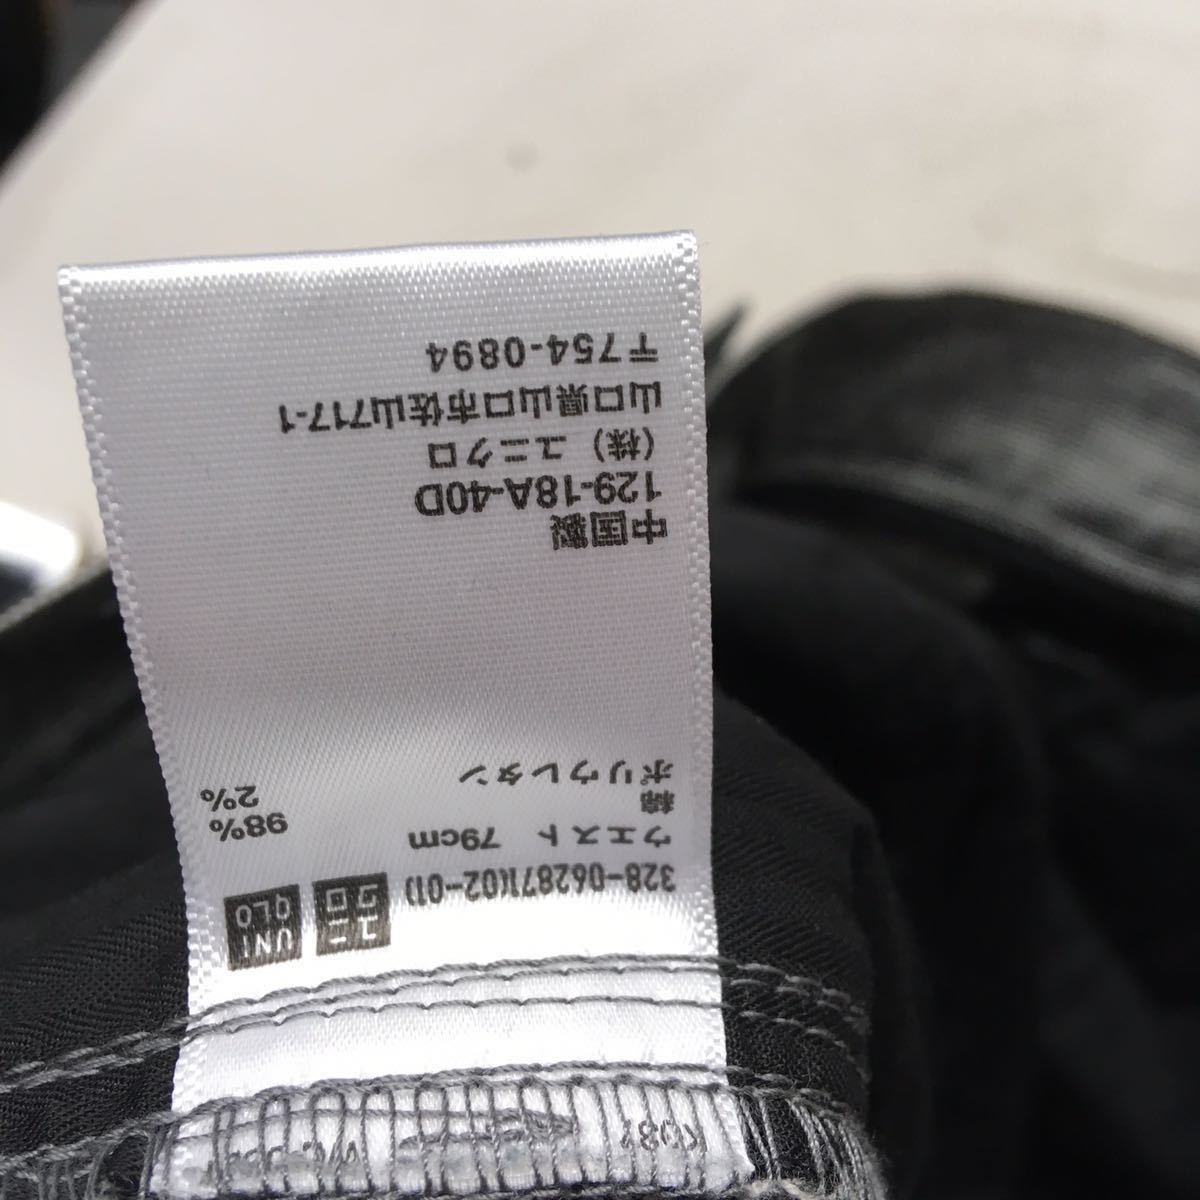 ユニクロ UNIQLO
328-062871(02-01)
ウエスト 79cm
綿 98%
ポリウレタン 2%
中国製
129-18A-40D
(株) ユニクロ
山口県山口市佐山717-1
〒754-0894